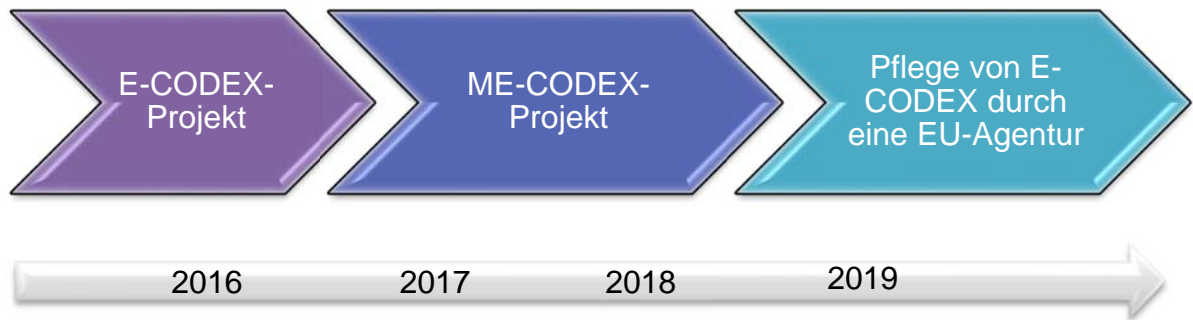 E-CODEX-
Projekt
ME-CODEX-
Projekt
Pflege von E-
CODEX durch
eine EU-Agentur
2016 2017 2018 2019